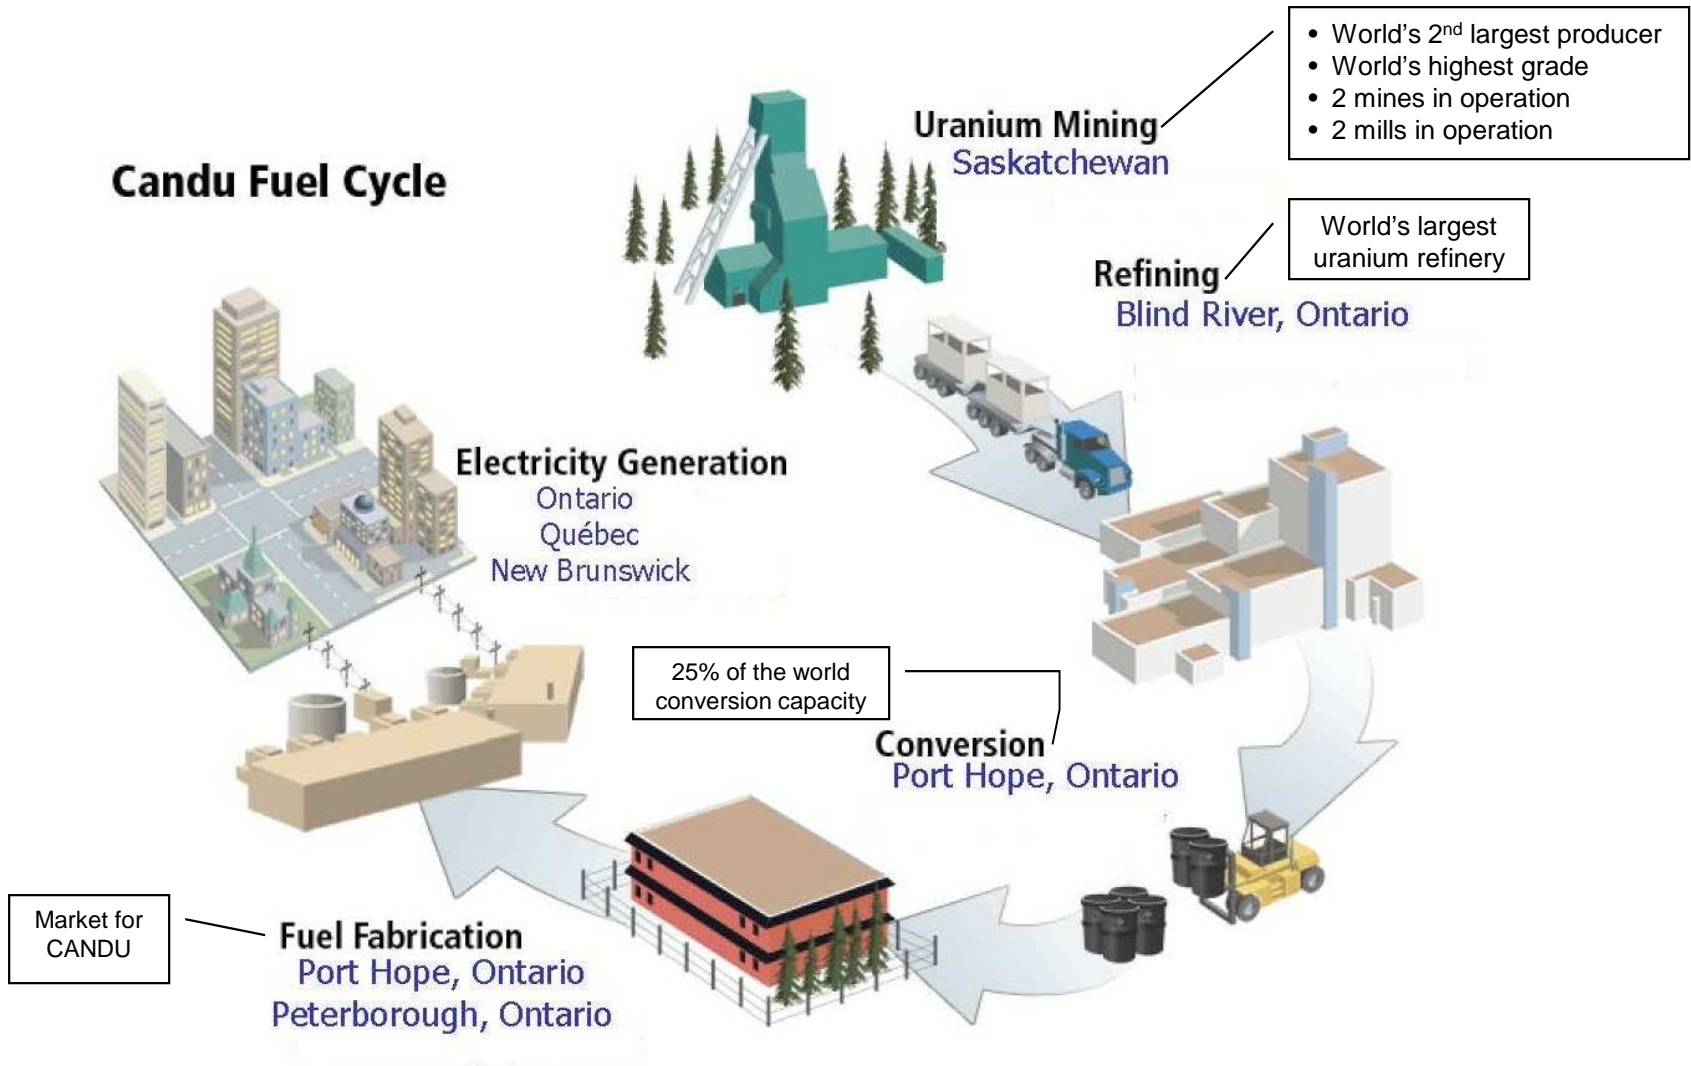 Candu Fuel Cycle
Uranium Mining
Saskatchewan
• World's 2nd largest producer
• World's highest grade
• 2 mines in operation
• 2 mills in operation
Refining
Blind River, Ontario
World's largest
uranium refinery
Electricity Generation
Ontario
Québec
New Brunswick
25% of the world
conversion capacity
Conversion
Port Hope, Ontario
Market for
CANDU
Fuel Fabrication
Port Hope, Ontario
Peterborough, Ontario